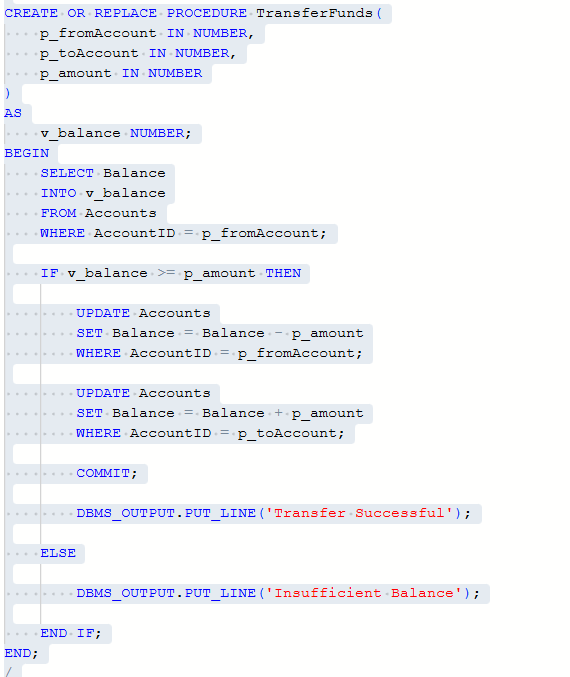 CREATE OR REPLACE PROCEDURE TransferFunds(
    p_fromAccount IN NUMBER,
    p_toAccount IN NUMBER,
    p_amount IN NUMBER
)
AS
    v_balance NUMBER;
BEGIN
    SELECT Balance
    INTO v_balance
    FROM Accounts
    WHERE AccountID = p_fromAccount;
    IF v_balance >= p_amount THEN
        UPDATE Accounts
        SET Balance = Balance - p_amount
        WHERE AccountID = p_fromAccount;
        UPDATE Accounts
        SET Balance = Balance + p_amount
        WHERE AccountID = p_toAccount;
        COMMIT;
        DBMS_OUTPUT.PUT_LINE('Transfer Successful');
    ELSE
        DBMS_OUTPUT.PUT_LINE('Insufficient Balance');
    END IF;
END;
/